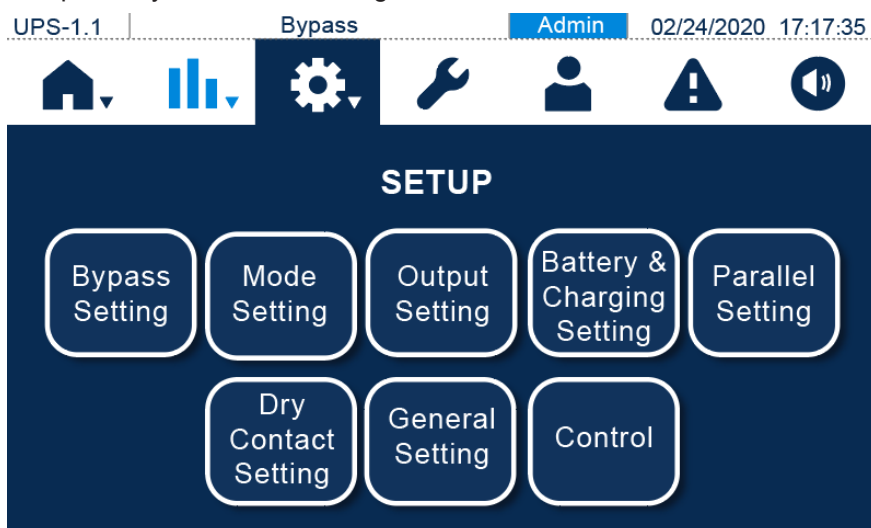 UPS-1.1 Bypass Admin 02/24/2020 17:17:35
SETUP
Bypass
Setting
Mode
Setting
Output
Setting
Battery &
Charging
Setting
Parallel
Setting
Dry
Contact
Setting
General
Setting
Control